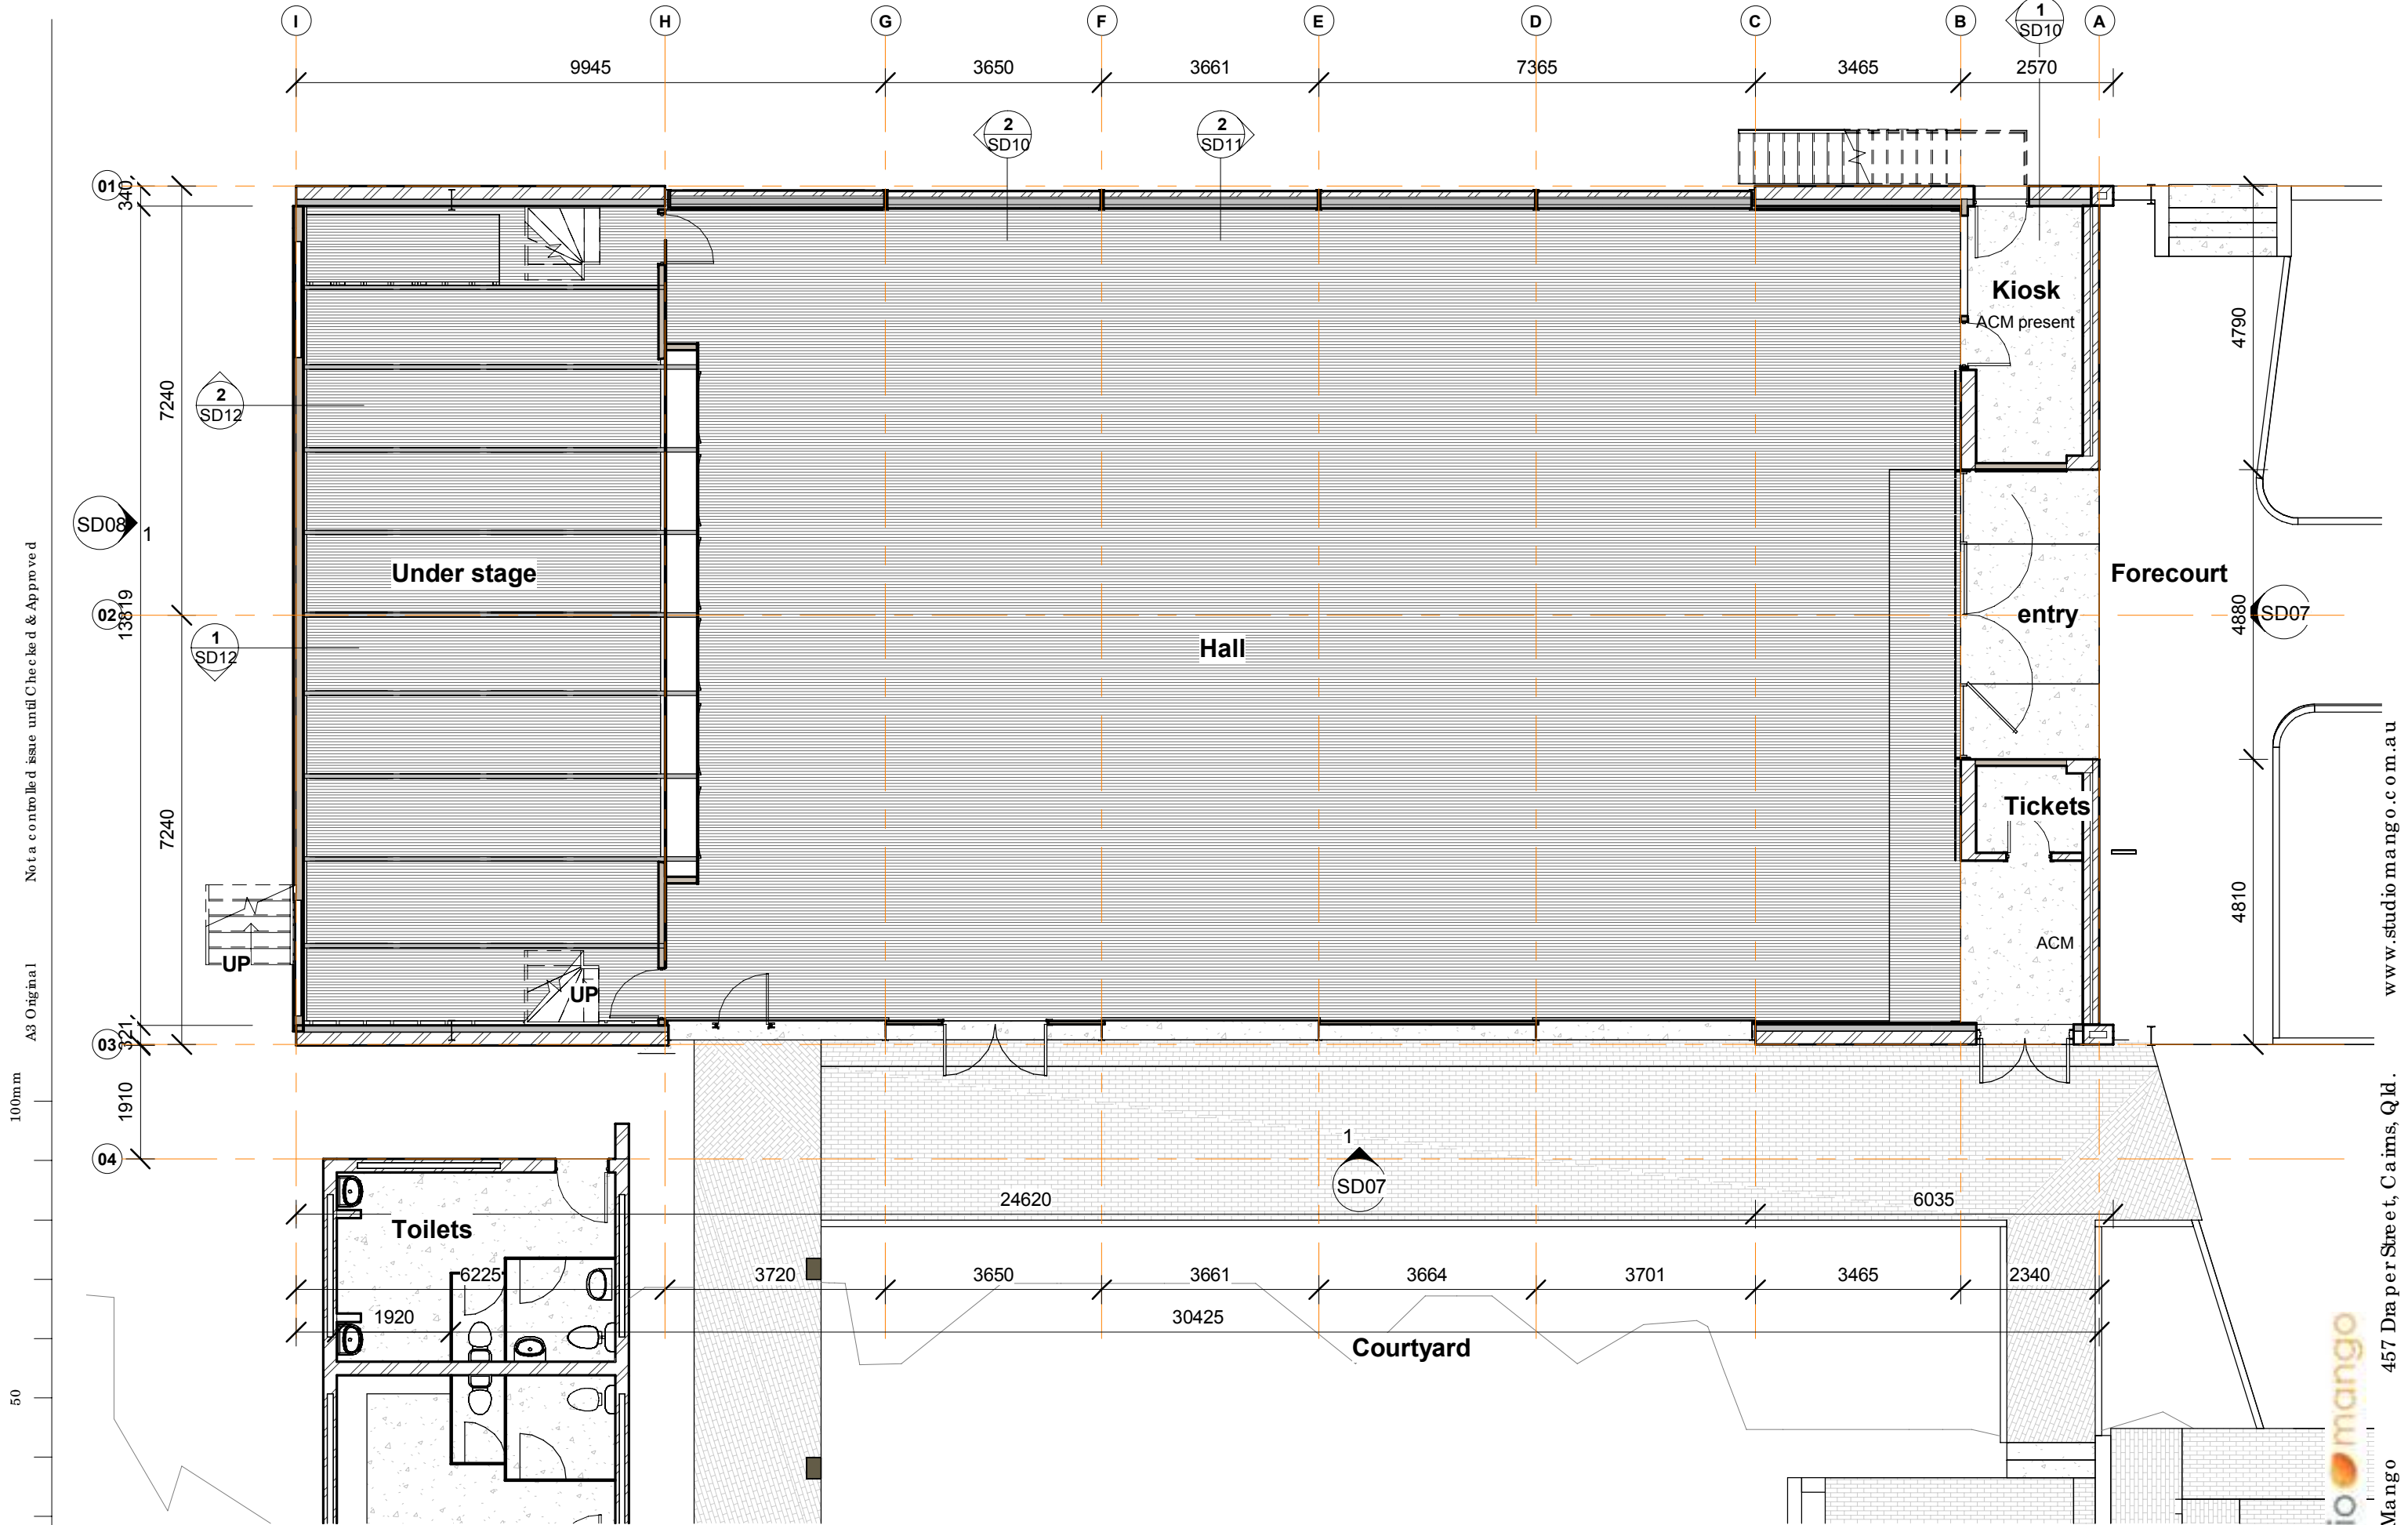 I
H
G
F
E
D
C
B
A
1
SD10
9945
3650
3661
7365
3465
2570
2
SD10
2
SD11
01
340
Kiosk
ACM present
4790
7240
2
SD12
SD08
1
Under stage
Forecourt
02
13819
entry
4880
SD07
1
SD12
Hall
Tickets
7240
4810
ACM
UP
UP
03
321
1910
04
1
SD07
24620
6035
Toilets
6225
3720
3650
3661
3664
3701
3465
2340
1920
30425
Courtyard
Not a controlled issue until Checked & Approved
A3 Original
100mm
50
www.studiomango.com.au
457 Draper Street, Cairns, Qld.
Mango
io mango